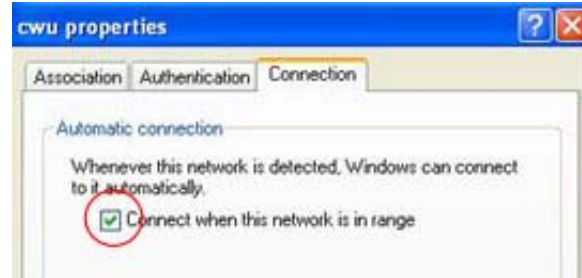 cwu properties
Association Authentication Connection
Automatic connection
Whenever this network is detected, Windows can connect
to it automatically.
Connect when this network is in range